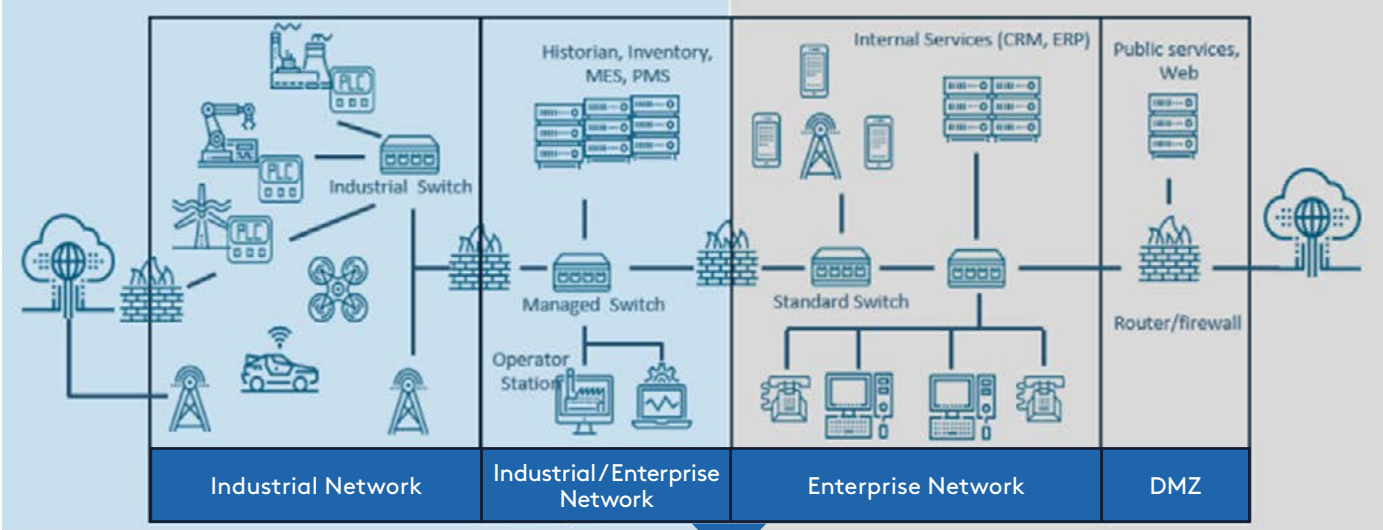 PLC
PLC
PLC
Industrial Switch
Historian, Inventory,
MES, PMS
Managed Switch
Operator
Station
Internal Services (CRM, ERP)
Standard Switch
Public services,
Web
Router/firewall
Industrial Network
Industrial/Enterprise
Network
Enterprise Network
DMZ